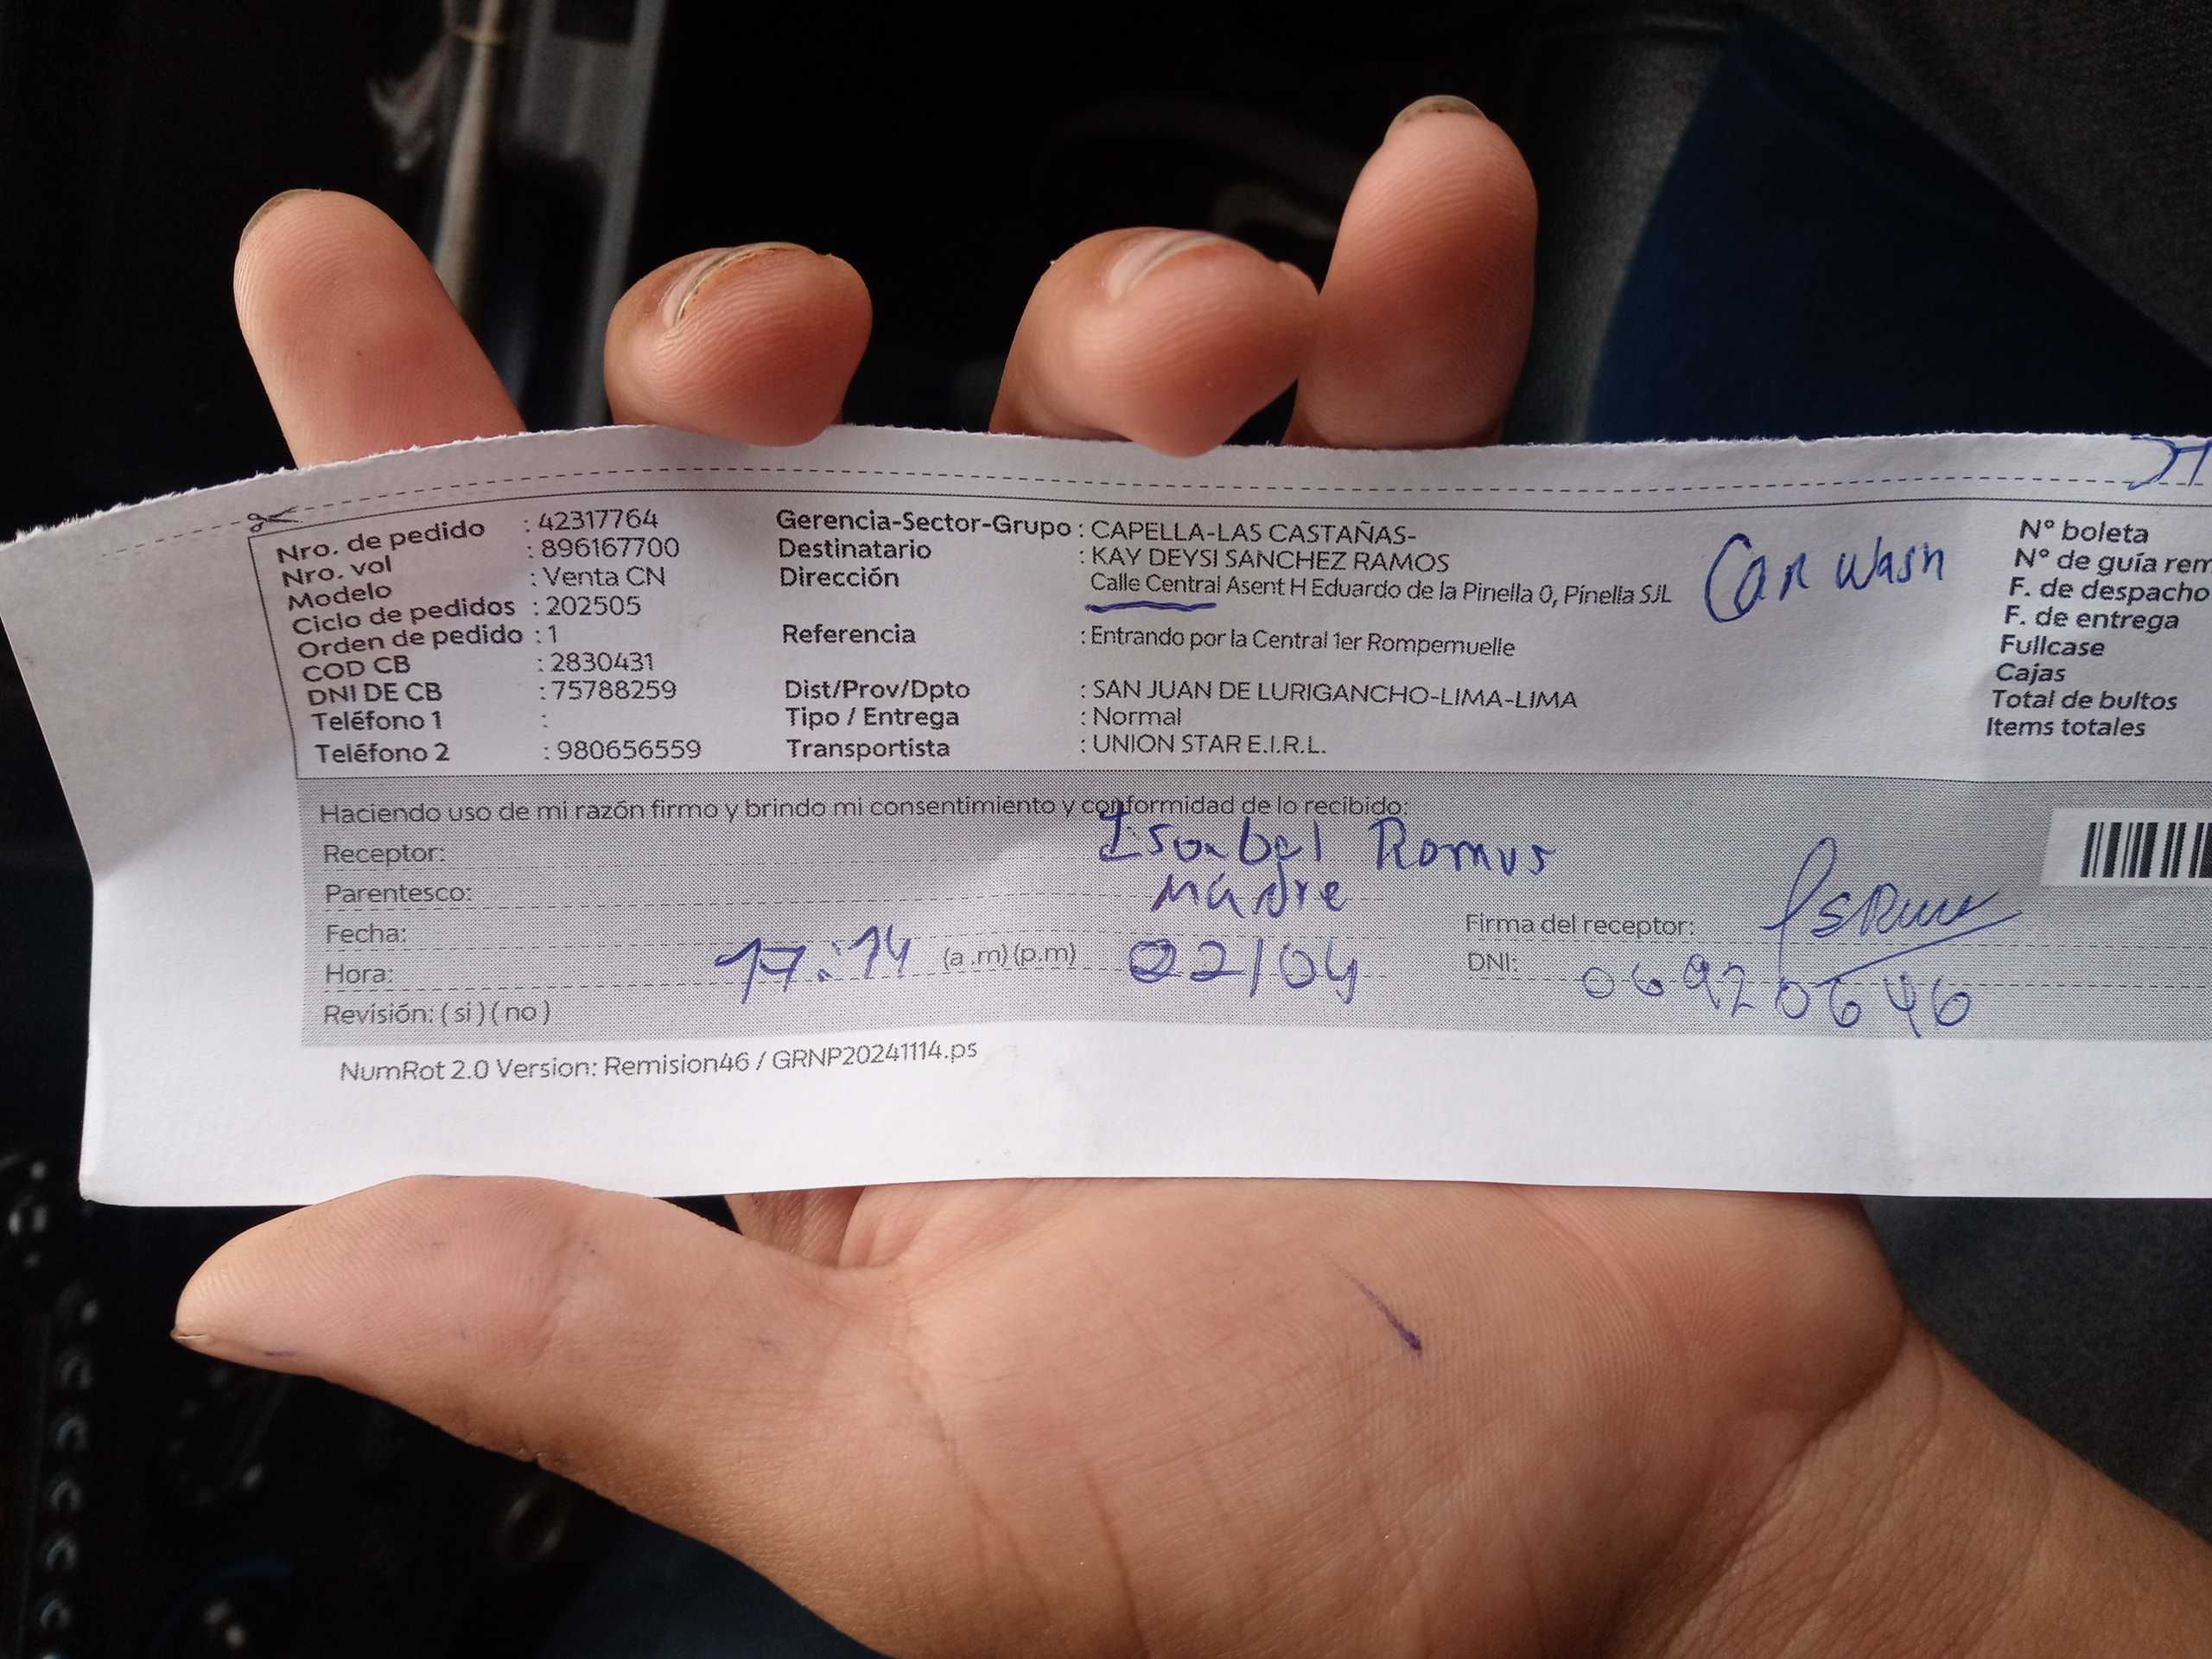 Nro. de pedido : 42317764
Nro. vol : 896167700
Modelo : Venta CN
Ciclo de pedidos : 202505
Orden de pedido : 1
COD CB : 2830431
DNI DE CB : 75788259
Teléfono 1 :
Teléfono 2 : 980656559
Gerencia-Sector-Grupo : CAPELLA-LAS CASTAÑAS-
Destinatario : KAY DEYSI SANCHEZ RAMOS
Dirección Calle Central Asent H Eduardo de la Pinella 0, Pinella SJL
Referencia : Entrando por la Central 1er Rompemuelle
Dist/Prov/Dpto : SAN JUAN DE LURIGANCHO-LIMA-LIMA
Tipo / Entrega : Normal
Transportista : UNION STAR E.I.R.L.
Car wash
N° boleta
N° de guía rem
F. de despacho
F. de entrega
Fullcase
Cajas
Total de bultos
Items totales
Haciendo uso de mi razón firmo y brindo mi consentimiento y conformidad de lo recibido:
Receptor: Isabel Ramos
Parentesco: Madre
Fecha:
Hora: 17:14 (a.m)(p.m) 02/04
Revisión: ( si ) ( no )
Firma del receptor:
DNI: 06920646
NumRot 2.0 Version: Remision46 / GRNP20241114.ps